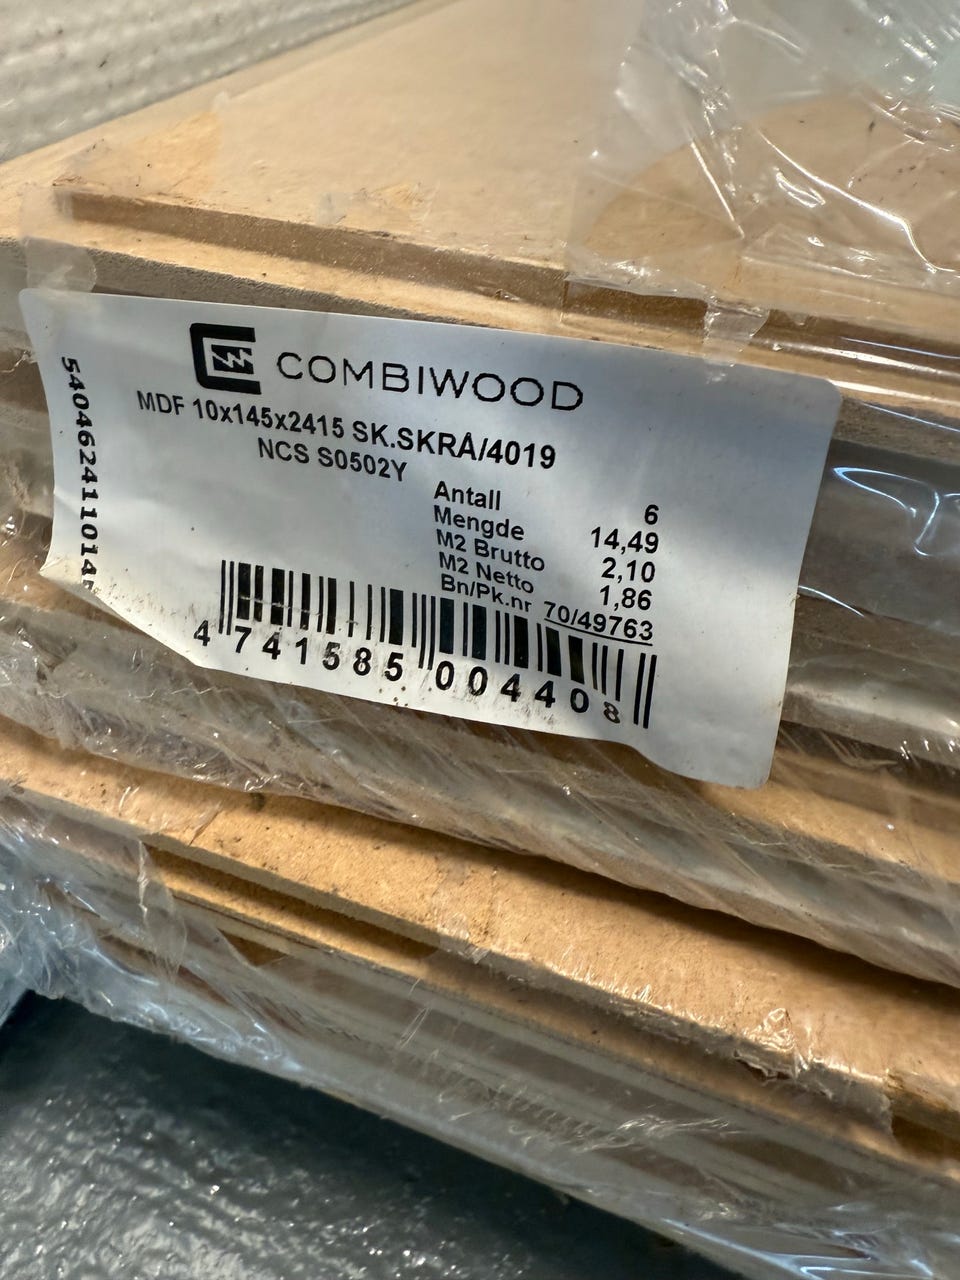 COMBIWOOD
MDF 10x145x2415 SK.SKRÅ/4019
NCS S0502Y
Antall 6
Mengde 14,49
M2 Brutto 2,10
M2 Netto 1,86
Bn/Pk.nr 70/49763
4 741585 004408